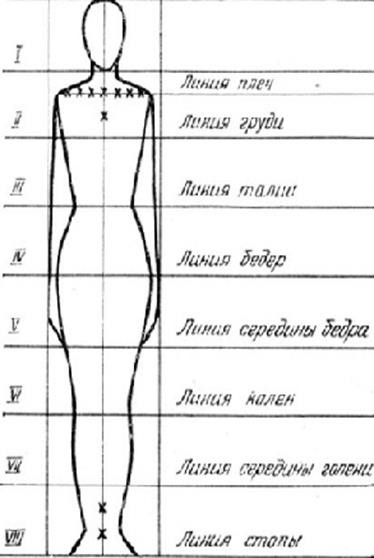 I
Линия плеч
II
Линия груди
III
Линия талии
IV
Линия бедер
V
Линия середины бедра
VI
Линия колен
VII
Линия середины голени
VIII
Линия стопы